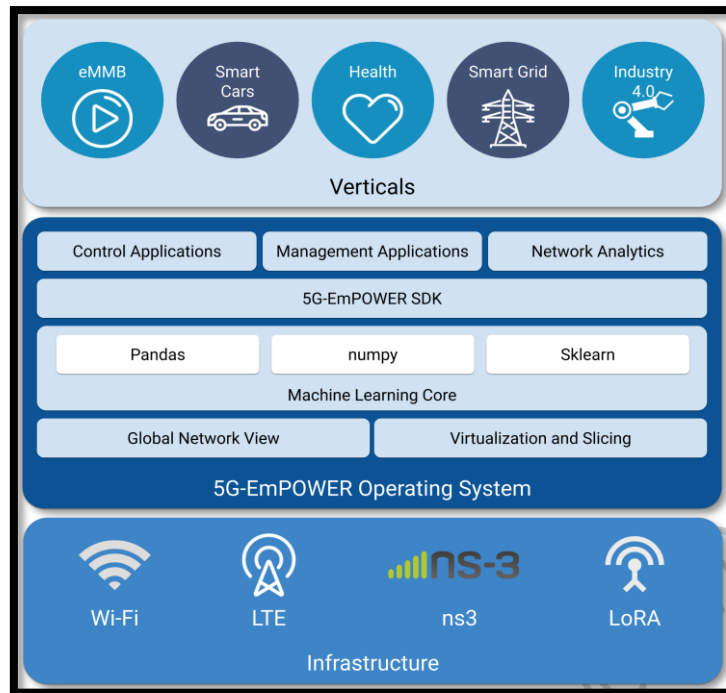 eMMB
Smart
Cars
Health
Smart Grid
Industry
4.0
Verticals
Control Applications
Management Applications
Network Analytics
5G-EmPOWER SDK
Pandas
numpy
Sklearn
Machine Learning Core
Global Network View
Virtualization and Slicing
5G-EmPOWER Operating System
ns-3
Wi-Fi
LTE
ns3
LoRA
Infrastructure